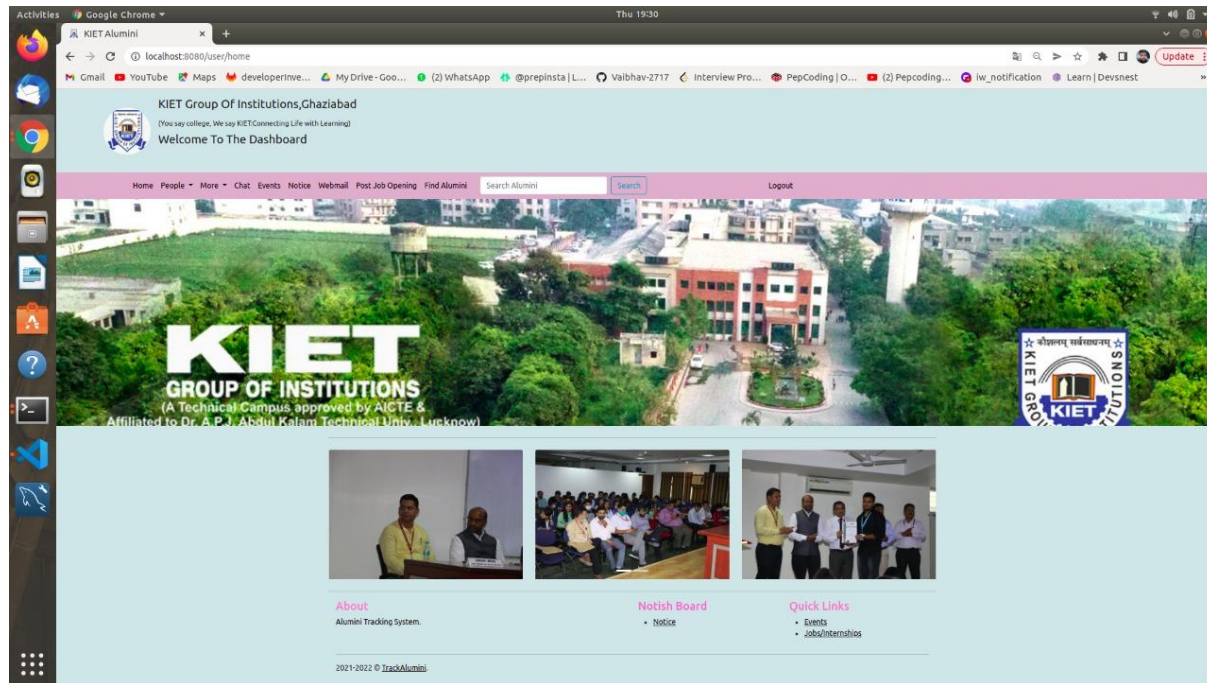 Activities Google Chrome Thu 19:30
KIET Alumini
localhost:8080/user/home Update
Gmail YouTube Maps developerInve... My Drive - Goo... (2) WhatsApp @prepinsta | L... Vaibhav-2717 Interview Pro... PepCoding | O... (2) Pepcoding... iw_notification Learn | Devsnest »
KIET Group Of Institutions,Ghaziabad
(You say college, We say KIET:Connecting Life with Learning)
Welcome To The Dashboard
Home People More Chat Events Notice Webmail Post Job Opening Find Alumini Search Alumini Search Logout
KIET
GROUP OF INSTITUTIONS
(A Technical Campus approved by AICTE &
Affiliated to Dr. A.P.J. Abdul Kalam Technical Univ., Lucknow)
कौशलम् सर्वसाधनम्
KIET GROUP INSTITUTIONS
KIET
About Notish Board Quick Links
Alumini Tracking System. Notice Events
Jobs/Internships
2021-2022 © TrackAlumini.